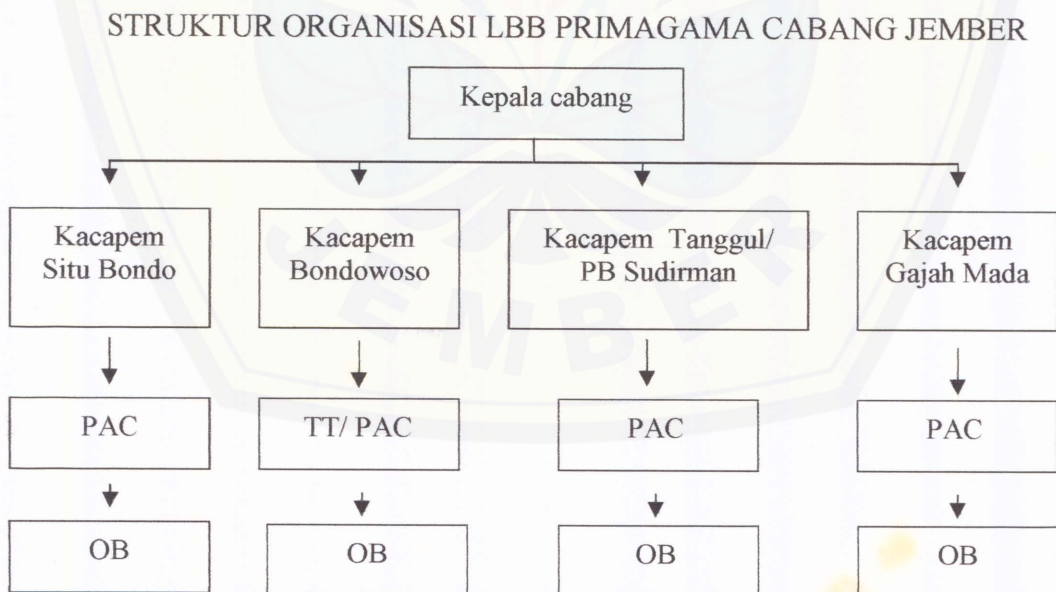 STRUKTUR ORGANISASI LBB PRIMAGAMA CABANG JEMBER
Kepala cabang
Kacapem
Situ Bondo
Kacapem
Bondowoso
Kacapem Tanggul/
PB Sudirman
Kacapem
Gajah Mada
PAC
TT/ PAC
PAC
PAC
OB
OB
OB
OB
JEMBER